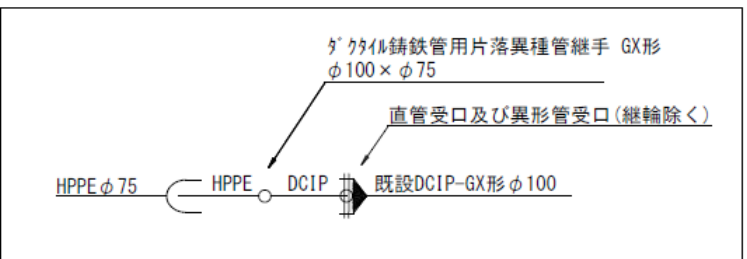 ﾀﾞｸﾀｲﾙ鋳鉄管用片落異種管継手 GX形
φ100×φ75
直管受口及び異形管受口(継輪除く)
HPPEφ75 HPPE DCIP 既設DCIP-GX形φ100